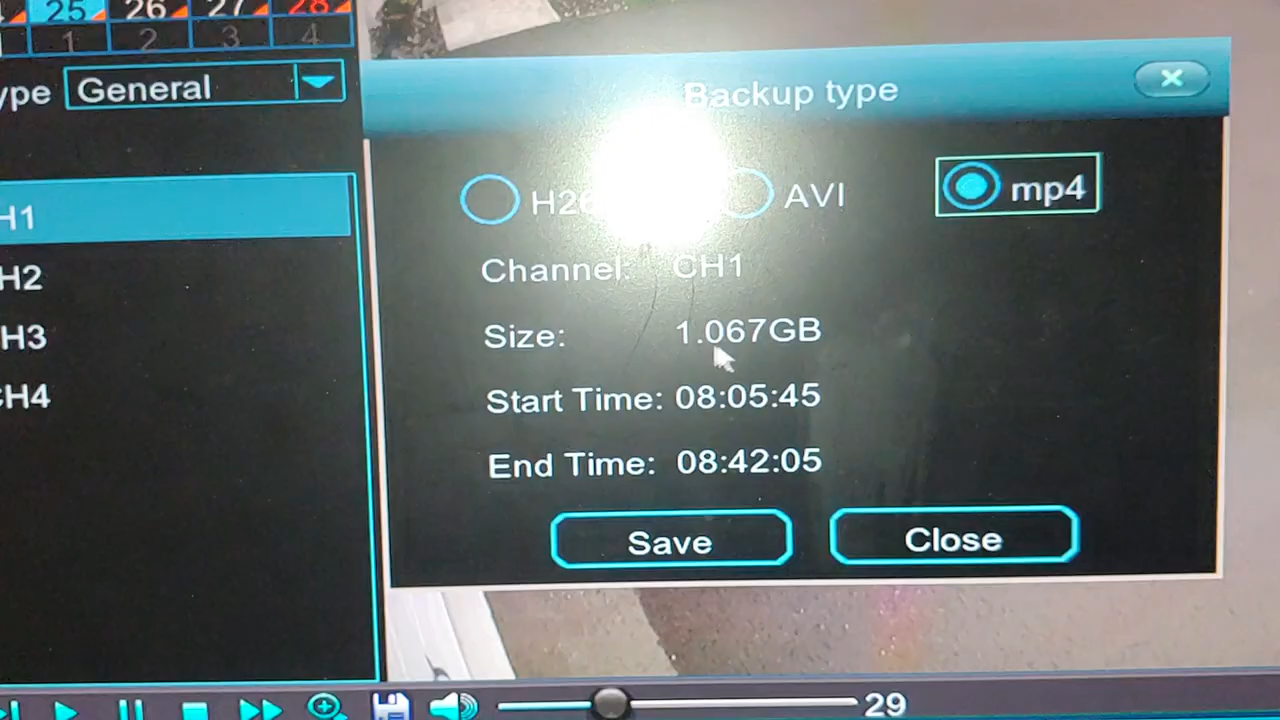 25 26 27 28
1 2 3 4
General
Backup type
AVI mp4
H1
H2
H3
H4
Channel: CH1
Size: 1.067GB
Start Time: 08:05:45
End Time: 08:42:05
Save Close
29